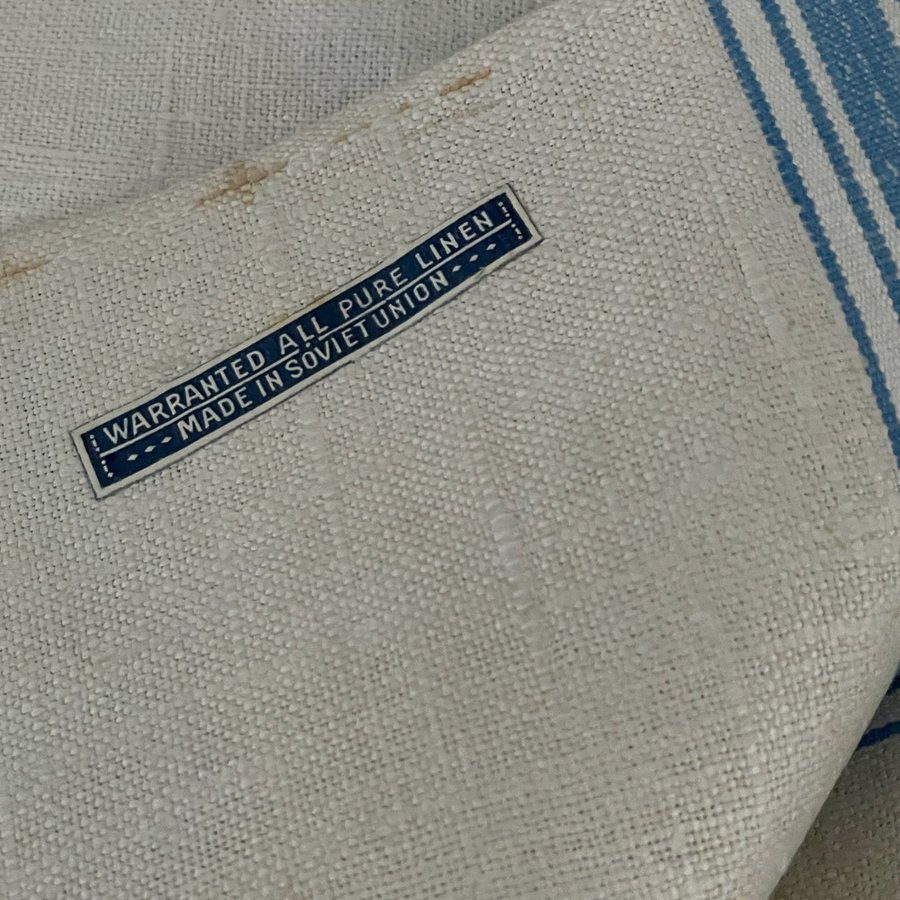 WARRANTED ALL PURE LINEN
MADE IN SOVIET UNION